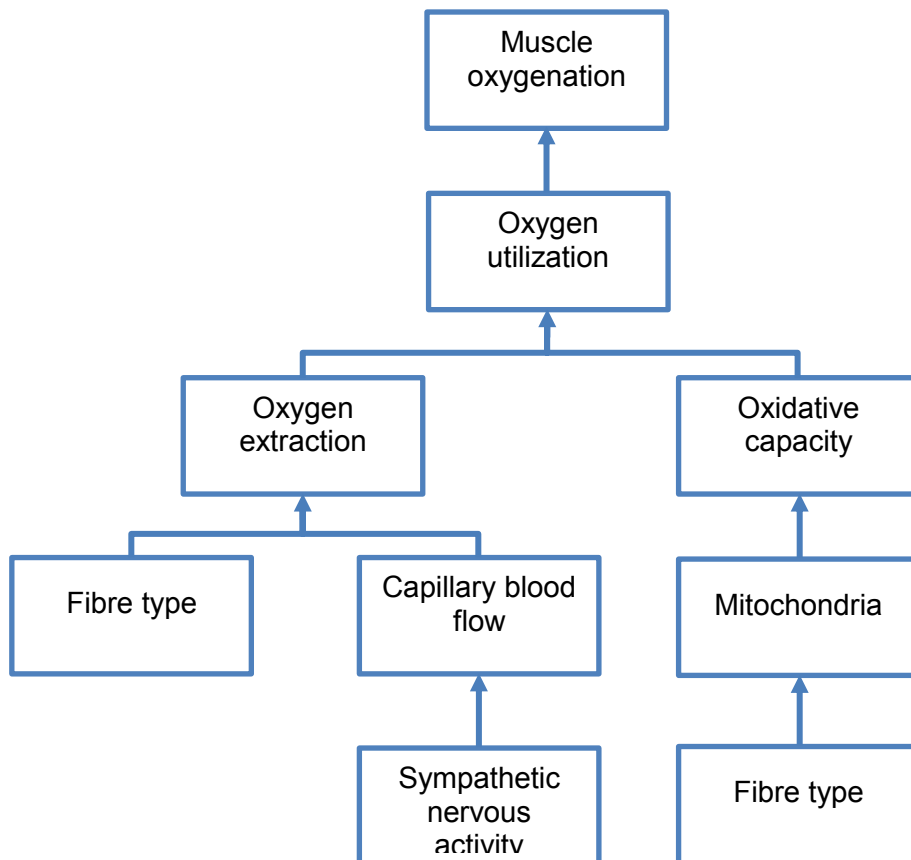 Muscle
oxygenation
Oxygen
utilization
Oxygen
extraction
Oxidative
capacity
Fibre type
Capillary blood
flow
Mitochondria
Sympathetic
nervous
activity
Fibre type